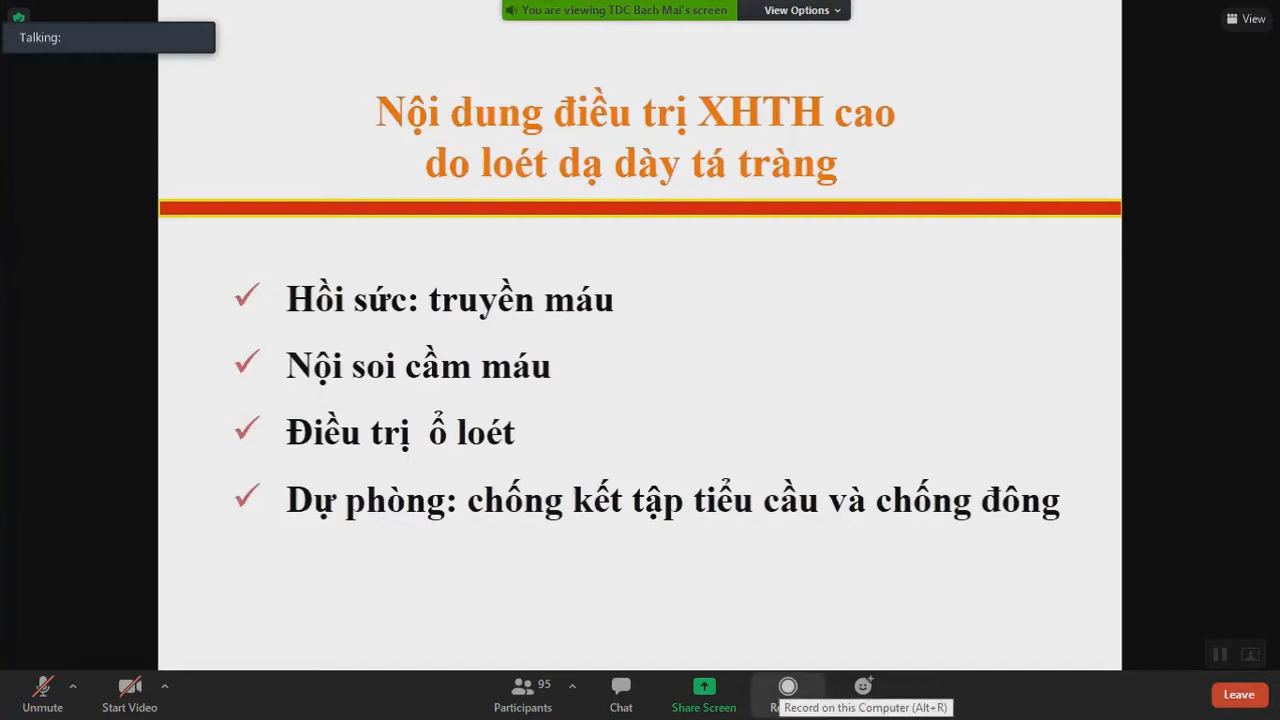 You are viewing TDC Bach Mai's screen
View Options
View
Talking:
Nội dung điều trị XHTH cao
do loét dạ dày tá tràng
Hồi sức: truyền máu
Nội soi cầm máu
Điều trị ổ loét
Dự phòng: chống kết tập tiểu cầu và chống đông
95
Unmute
Start Video
Participants
Chat
Share Screen
Record on this Computer (Alt+R)
Leave